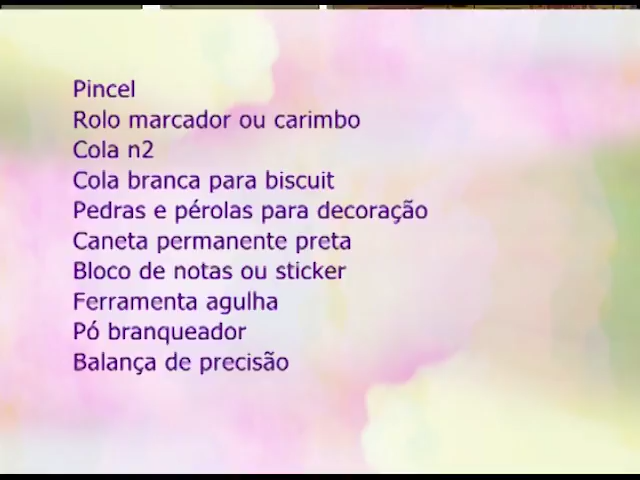 Pincel
Rolo marcador ou carimbo
Cola n2
Cola branca para biscuit
Pedras e pérolas para decoração
Caneta permanente preta
Bloco de notas ou sticker
Ferramenta agulha
Pó branqueador
Balança de precisão